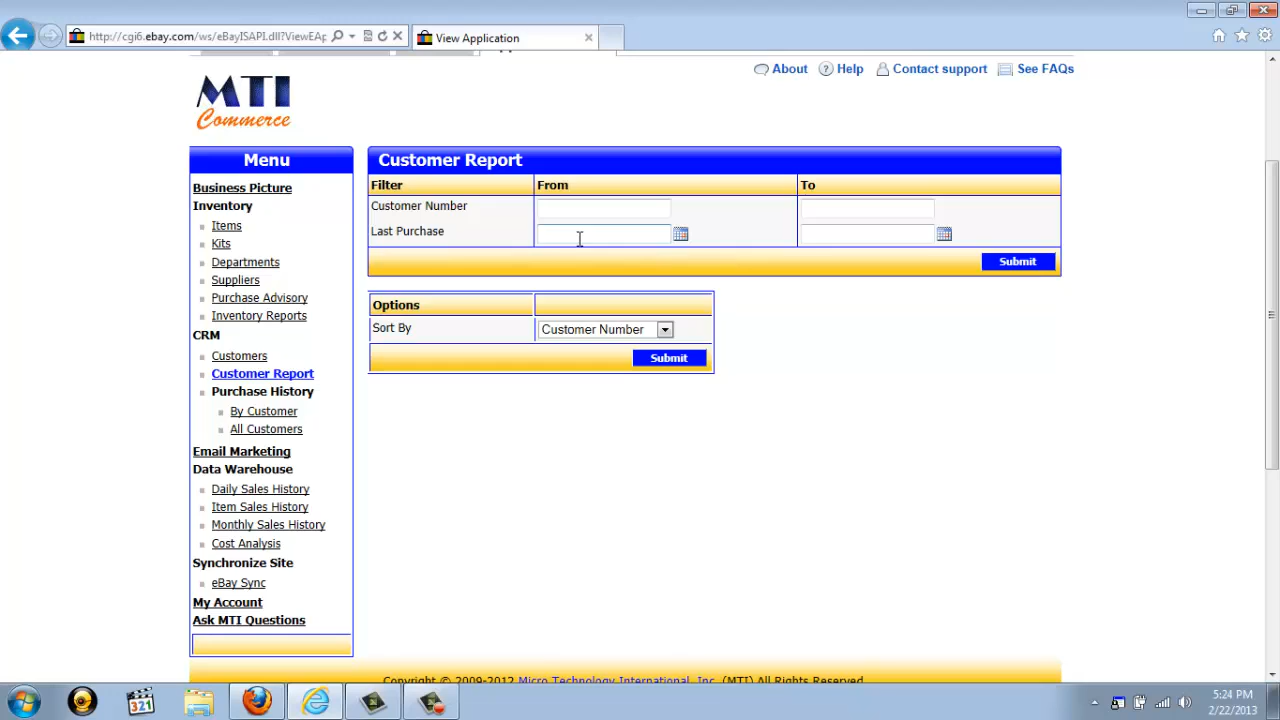 http://cgi6.ebay.com/ws/eBayISAPI.dll?ViewEAp
View Application
About
Help
Contact support
See FAQs
MTI
Commerce
Menu
Business Picture
Inventory
Items
Kits
Departments
Suppliers
Purchase Advisory
Inventory Reports
CRM
Customers
Customer Report
Purchase History
By Customer
All Customers
Email Marketing
Data Warehouse
Daily Sales History
Item Sales History
Monthly Sales History
Cost Analysis
Synchronize Site
eBay Sync
My Account
Ask MTI Questions
Customer Report
Filter From To
Customer Number
Last Purchase
Submit
Options
Sort By Customer Number
Submit
Copyright © 2009-2012 Micro Technology International, Inc. (MTI) All Rights Reserved
321
5:24 PM
2/22/2013